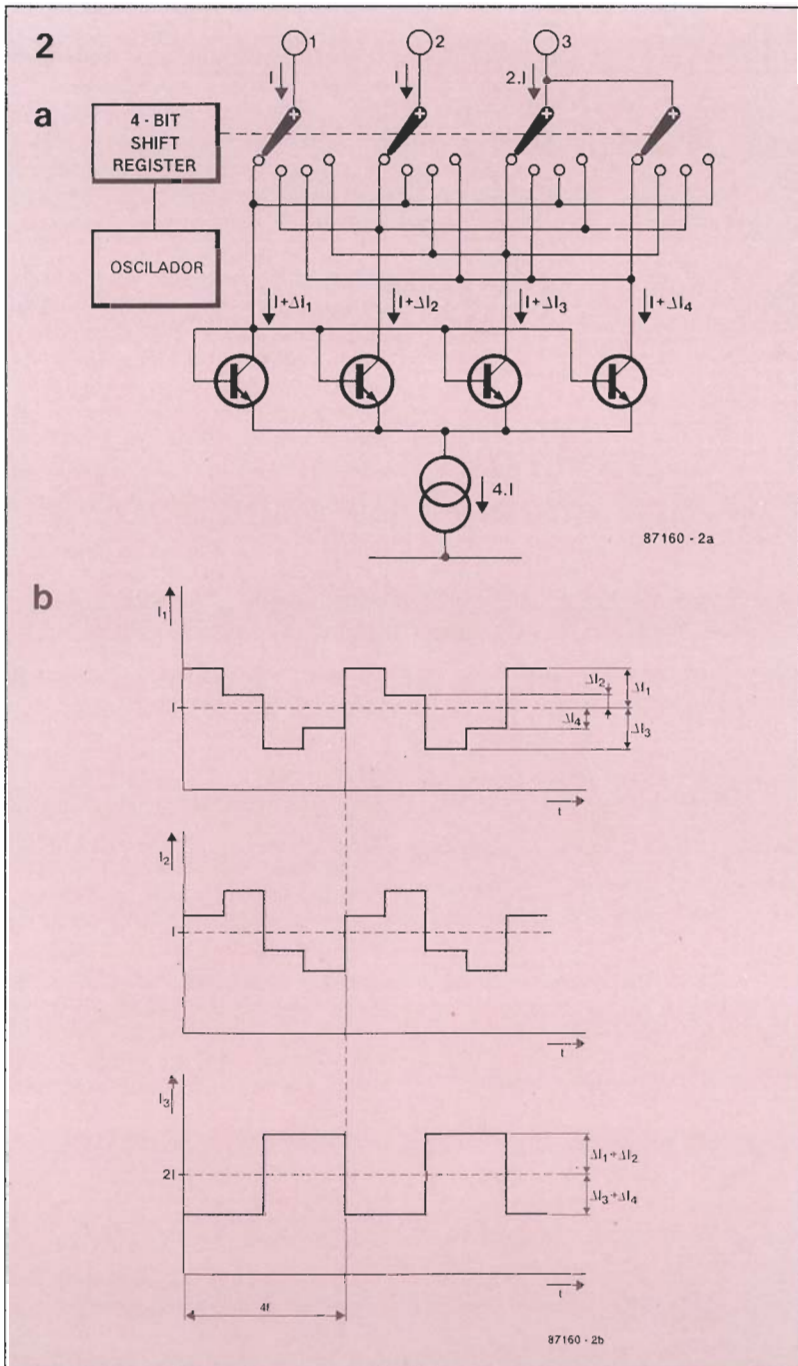 2
1 2 3
I I 2.I
a
4 - BIT
SHIFT
REGISTER
OSCILADOR
I+ΔI₁ I+ΔI₂ I+ΔI₃ I+ΔI₄
4.I
87160 - 2a
b
I₁
ΔI₂ ΔI₁
I
ΔI₄ ΔI₃
t
I₂
I
t
I₃
ΔI₁+ΔI₂
2I
ΔI₃+ΔI₄
4t
t
87160 - 2b